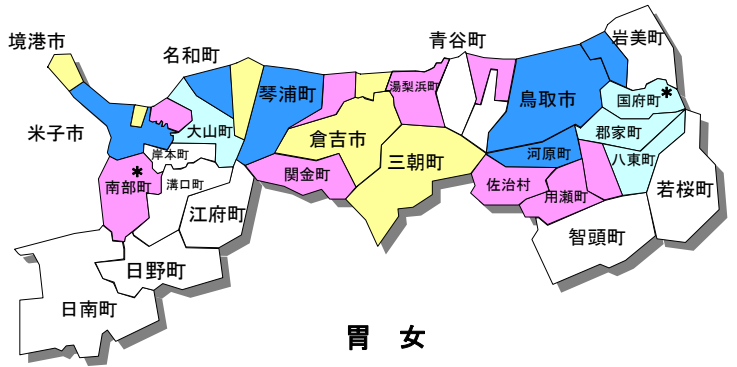 境港市
名和町
青谷町
岩美町
米子市
大山町
琴浦町
湯梨浜町
鳥取市
国府町
*
岸本町
倉吉市
郡家町
南部町
*
溝口町
関金町
三朝町
河原町
八東町
江府町
佐治村
用瀬町
若桜町
日野町
智頭町
日南町
胃 女